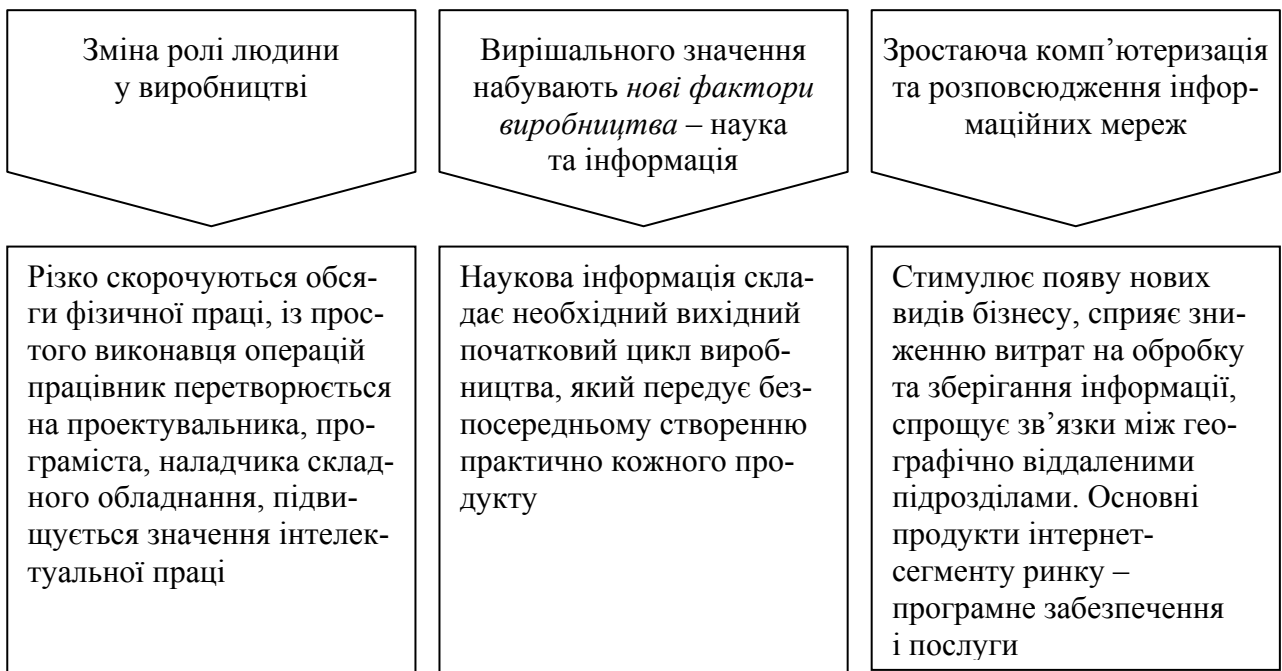 Зміна ролі людини
у виробництві
Вирішального значення
набувають нові фактори
виробництва – наука
та інформація
Зростаюча комп’ютеризація
та розповсюдження інфор-
маційних мереж
Різко скорочуються обся-
ги фізичної праці, із прос-
того виконавця операцій
працівник перетворюється
на проектувальника, про-
граміста, наладчика склад-
ного обладнання, підви-
щується значення інтелек-
туальної праці
Наукова інформація скла-
дає необхідний вихідний
початковий цикл вироб-
ництва, який передує без-
посередньому створенню
практично кожного про-
дукту
Стимулює появу нових
видів бізнесу, сприяє зни-
женню витрат на обробку
та зберігання інформації,
спрощує зв’язки між гео-
графічно віддаленими
підрозділами. Основні
продукти інтернет-
сегменту ринку –
програмне забезпечення
і послуги